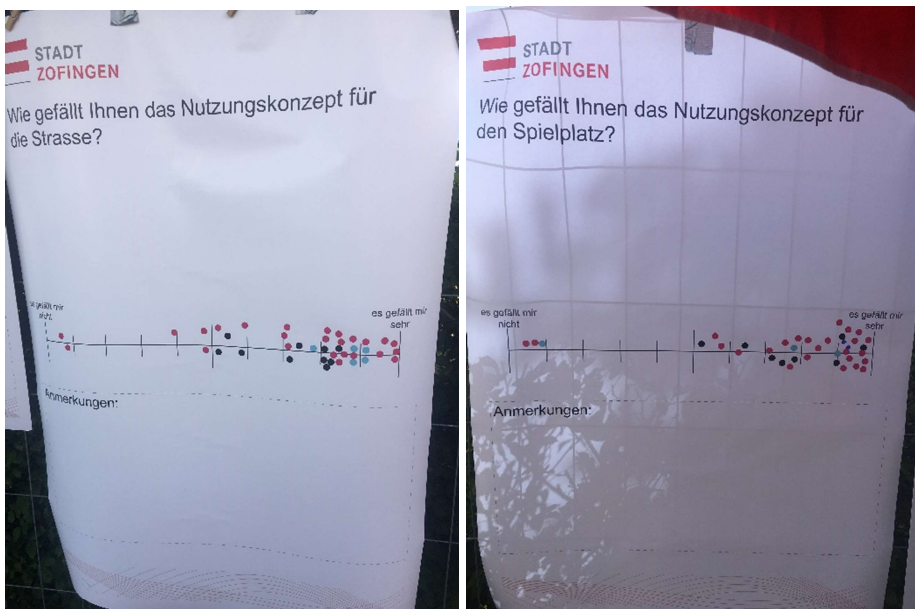 STADT
ZOFINGEN
Wie gefällt Ihnen das Nutzungskonzept für
die Strasse?
es gefällt mir
nicht
es gefällt mir
sehr
Anmerkungen:
STADT
ZOFINGEN
Wie gefällt Ihnen das Nutzungskonzept für
den Spielplatz?
es gefällt mir
nicht
es gefällt mir
sehr
Anmerkungen: